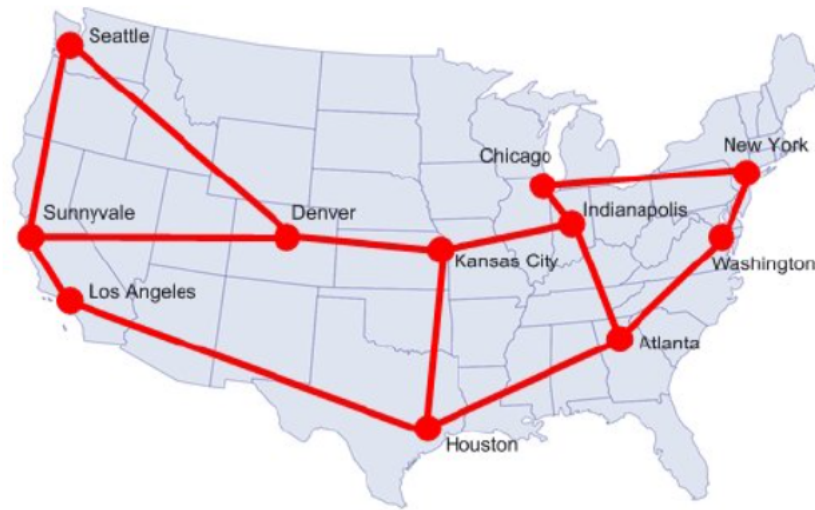 Seattle
New York
Chicago
Sunnyvale
Denver
Indianapolis
Kansas City
Washington
Los Angeles
Atlanta
Houston